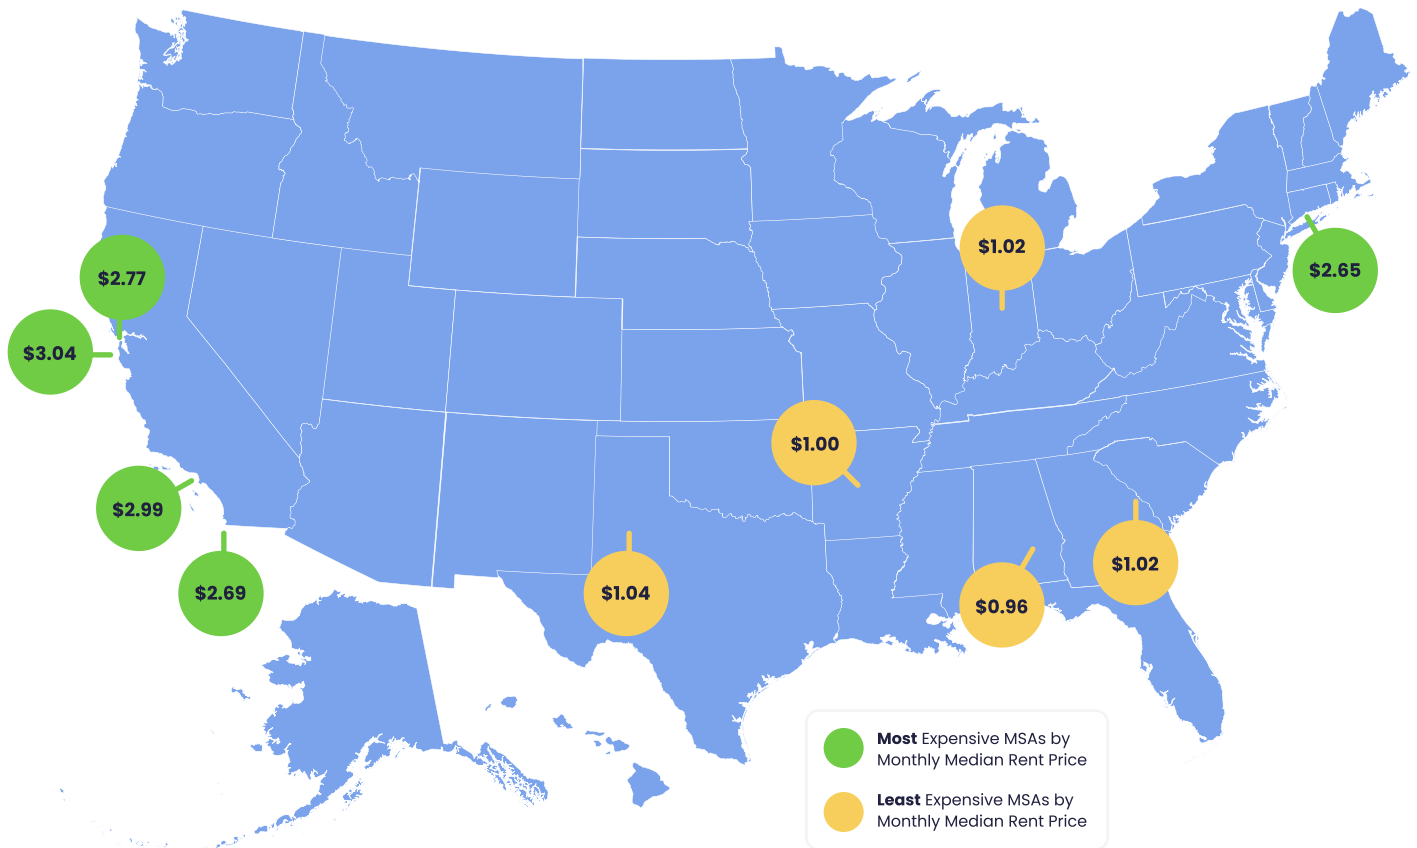 $1.02
$2.77
$2.65
$3.04
$1.00
$2.99
$1.02
$2.69
$1.04
$0.96
Most Expensive MSAs by
Monthly Median Rent Price
Least Expensive MSAs by
Monthly Median Rent Price